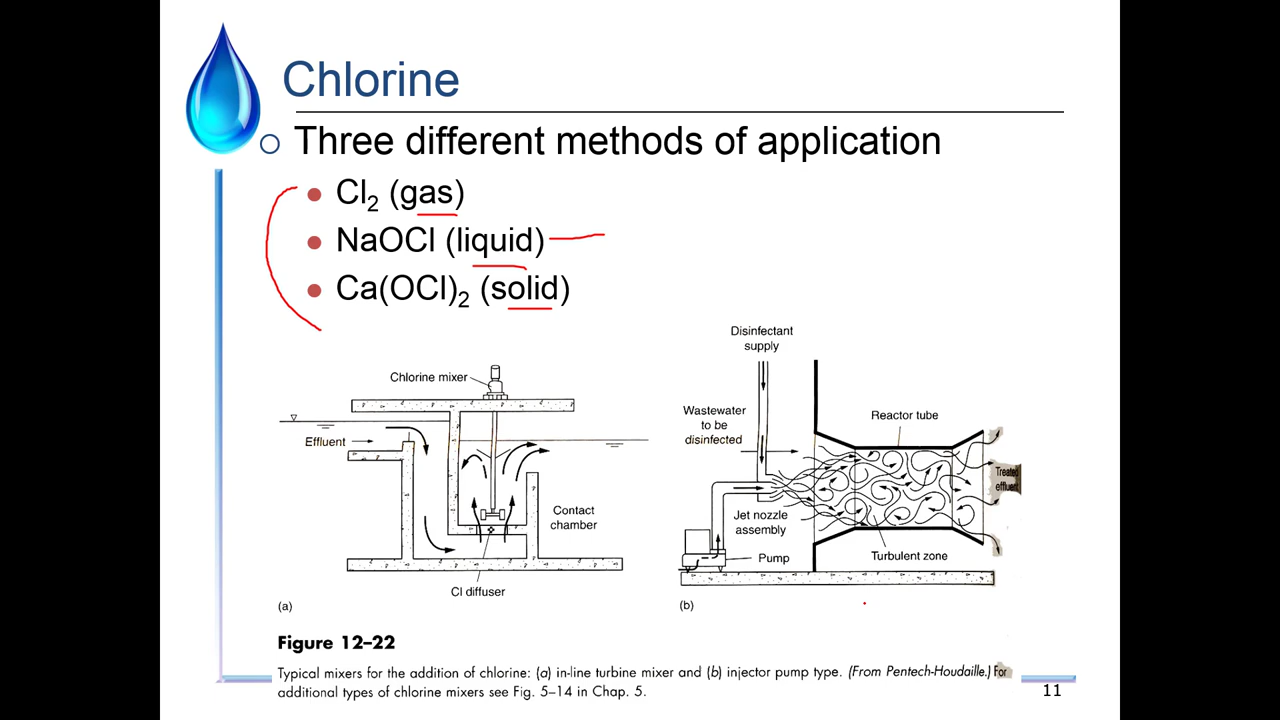 Chlorine
Three different methods of application
Cl₂ (gas)
NaOCl (liquid)
Ca(OCl)₂ (solid)
Chlorine mixer
Effluent
Contact
chamber
Cl diffuser
(a)
Disinfectant
supply
Wastewater
to be
disinfected
Reactor tube
Treated
effluent
Jet nozzle
assembly
Pump
Turbulent zone
(b)
Figure 12–22
Typical mixers for the addition of chlorine: (a) in-line turbine mixer and (b) injector pump type. (From Pentech-Houdaille.) For
additional types of chlorine mixers see Fig. 5–14 in Chap. 5.
11